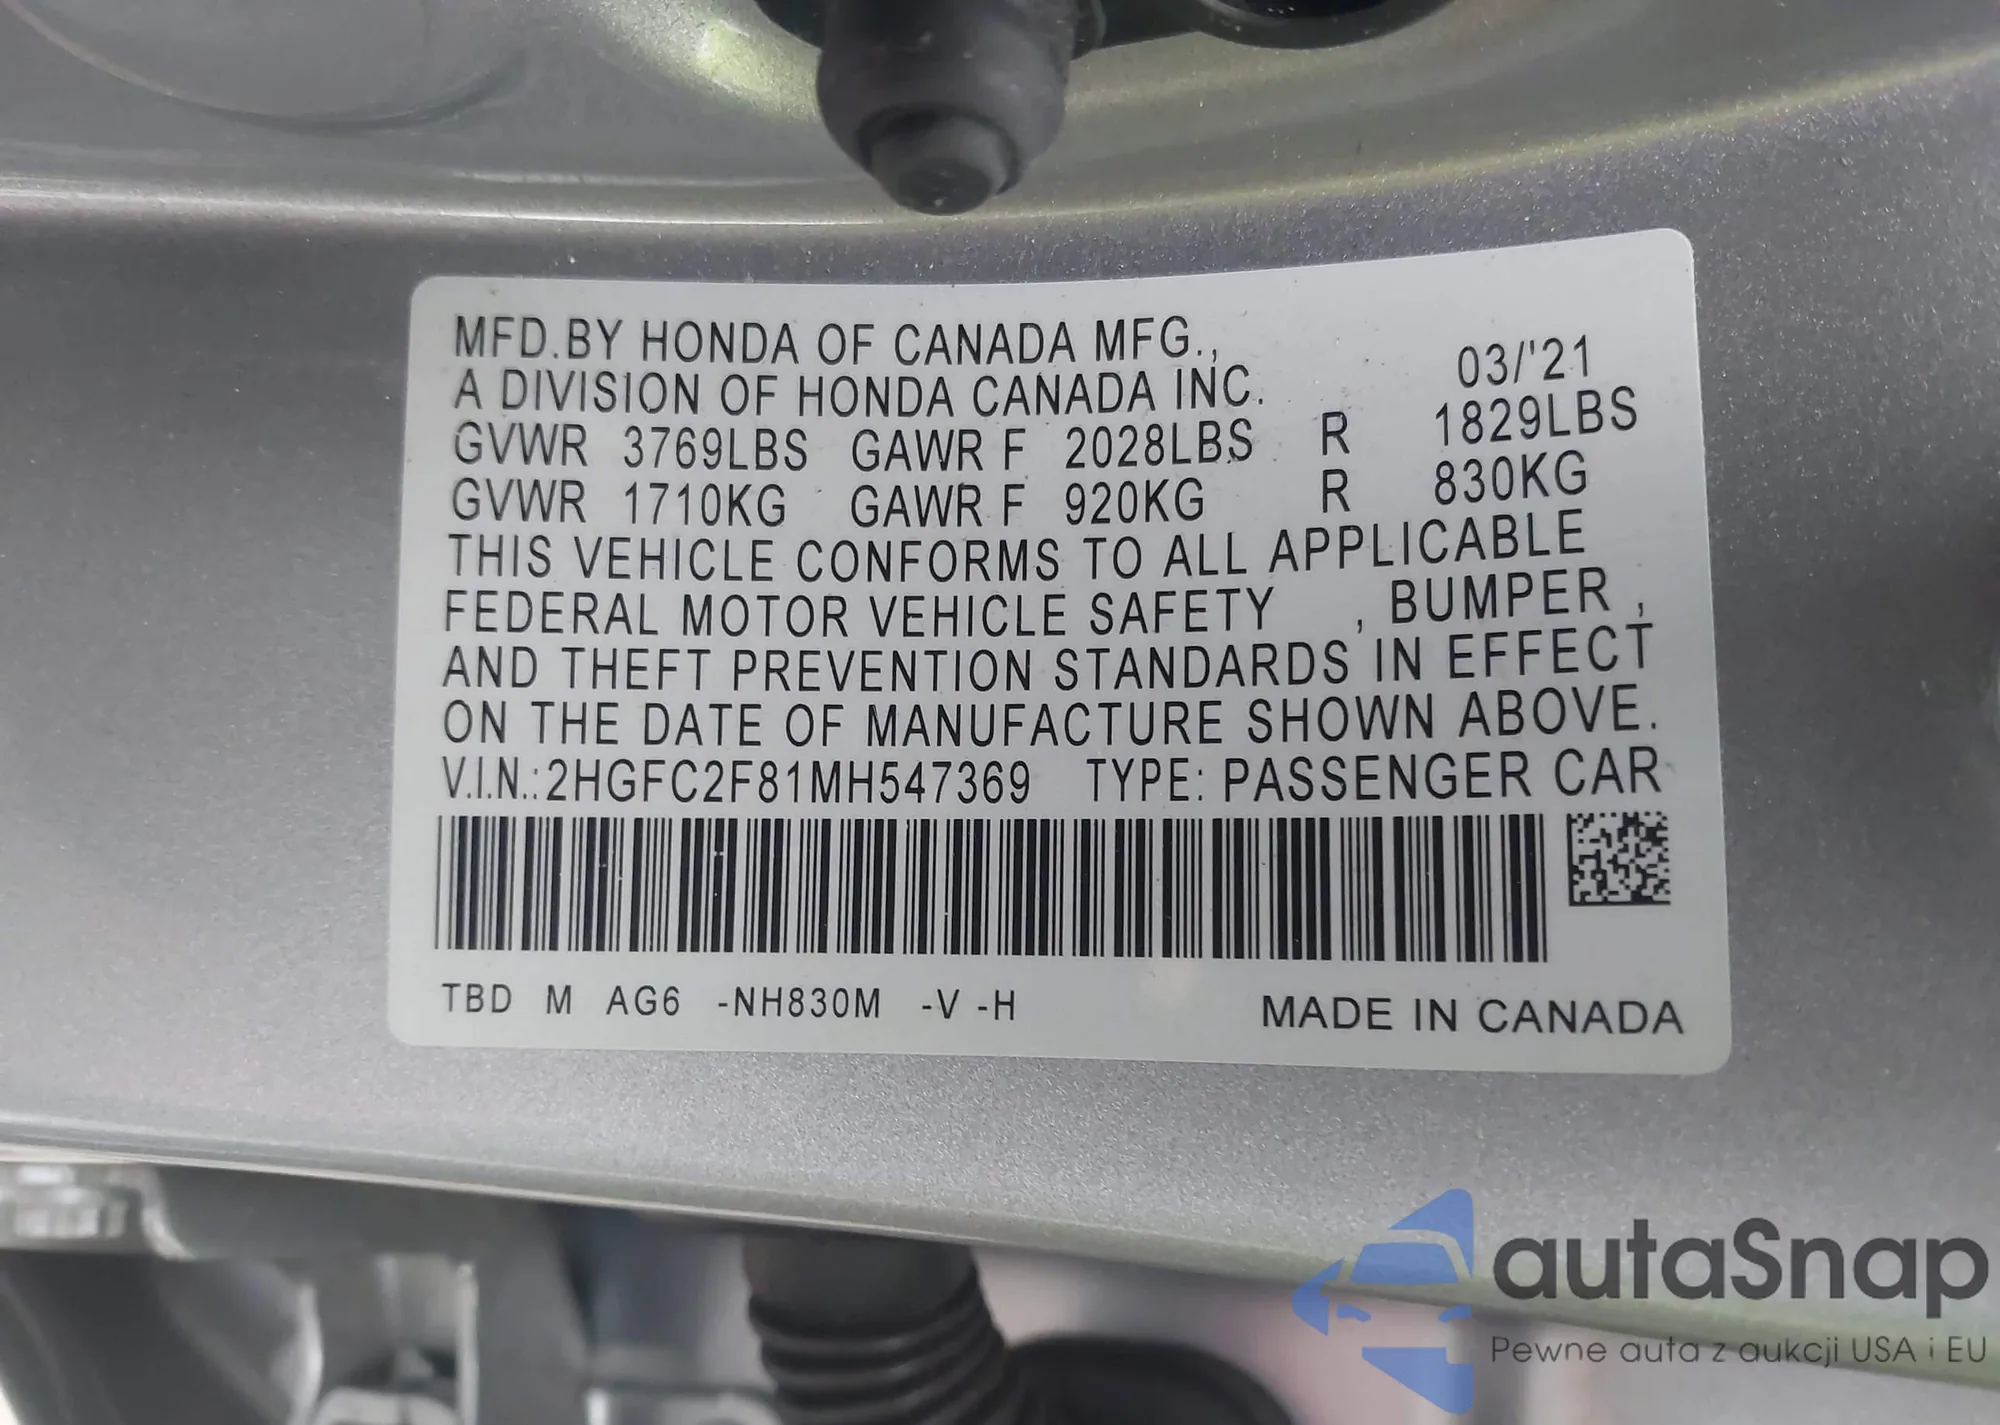 MFD.BY HONDA OF CANADA MFG.,
A DIVISION OF HONDA CANADA INC. 03/'21
GVWR 3769LBS GAWR F 2028LBS R 1829LBS
GVWR 1710KG GAWR F 920KG R 830KG
THIS VEHICLE CONFORMS TO ALL APPLICABLE
FEDERAL MOTOR VEHICLE SAFETY , BUMPER ,
AND THEFT PREVENTION STANDARDS IN EFFECT
ON THE DATE OF MANUFACTURE SHOWN ABOVE.
V.I.N.:2HGFC2F81MH547369 TYPE: PASSENGER CAR
TBD M AG6 -NH830M -V -H MADE IN CANADA
autaSnap
Pewne auta z aukcji USA i EU